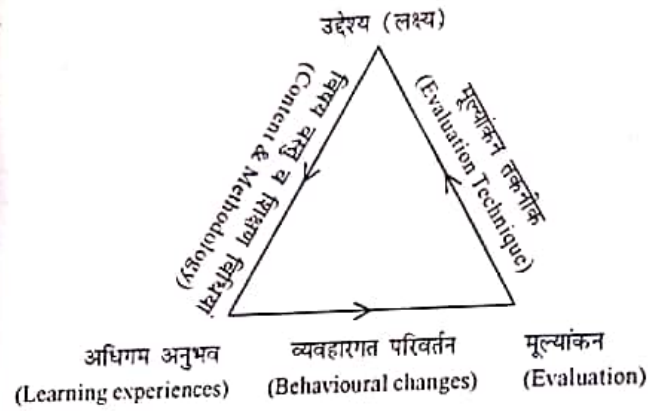 उद्देश्य (लक्ष्य)
विषय वस्तु व शिक्षण विधियां
(Content & Methodology)
मूल्यांकन तकनीक
(Evaluation Technique)
अधिगम अनुभव
(Learning experiences)
व्यवहारगत परिवर्तन
(Behavioural changes)
मूल्यांकन
(Evaluation)